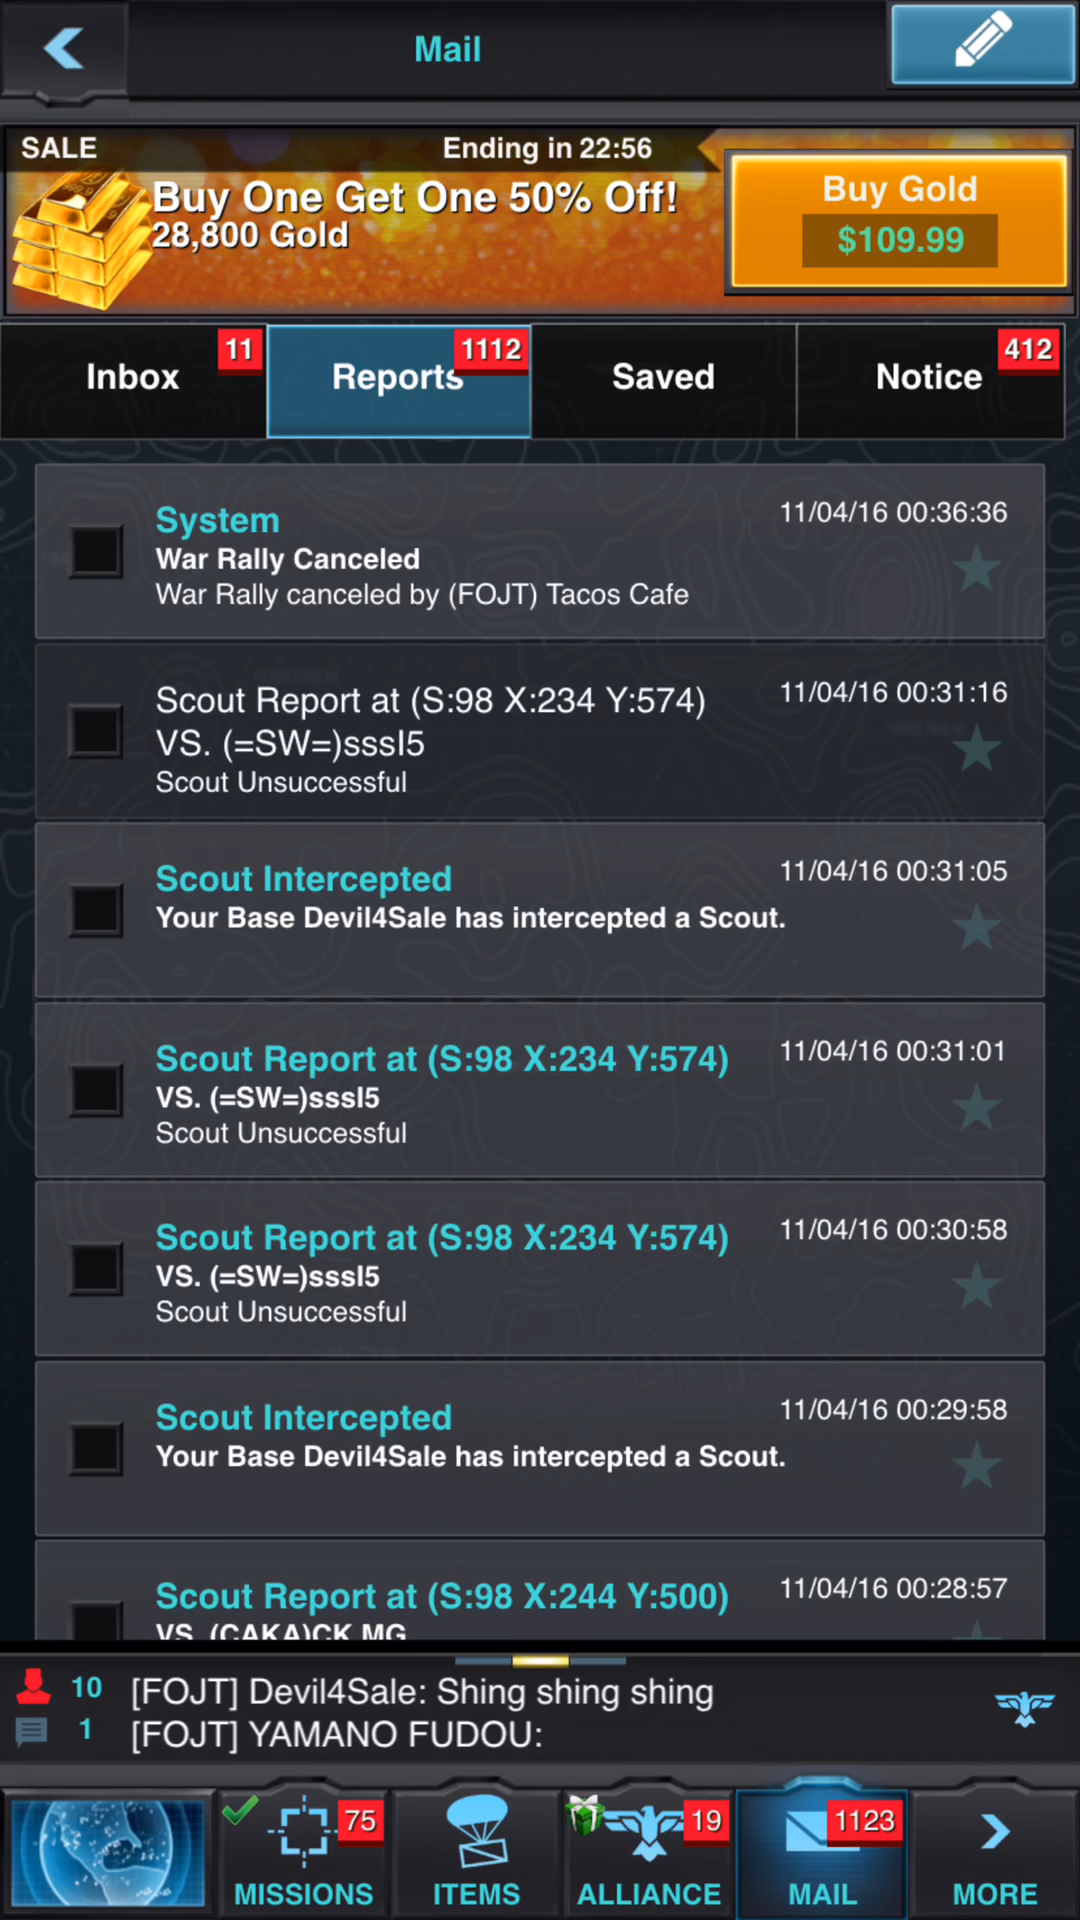 Mail
SALE
Ending in 22:56
Buy One Get One 50% Off!
28,800 Gold
Buy Gold
$109.99
Inbox
11
Reports
1112
Saved
Notice
412
System
11/04/16 00:36:36
War Rally Canceled
War Rally canceled by (FOJT) Tacos Cafe
Scout Report at (S:98 X:234 Y:574)
11/04/16 00:31:16
VS. (=SW=)sssI5
Scout Unsuccessful
Scout Intercepted
11/04/16 00:31:05
Your Base Devil4Sale has intercepted a Scout.
Scout Report at (S:98 X:234 Y:574)
11/04/16 00:31:01
VS. (=SW=)sssI5
Scout Unsuccessful
Scout Report at (S:98 X:234 Y:574)
11/04/16 00:30:58
VS. (=SW=)sssI5
Scout Unsuccessful
Scout Intercepted
11/04/16 00:29:58
Your Base Devil4Sale has intercepted a Scout.
Scout Report at (S:98 X:244 Y:500)
11/04/16 00:28:57
VS. (CAKA)CK MG
10
[FOJT] Devil4Sale: Shing shing shing
1
[FOJT] YAMANO FUDOU:
75
MISSIONS
ITEMS
19
ALLIANCE
1123
MAIL
MORE